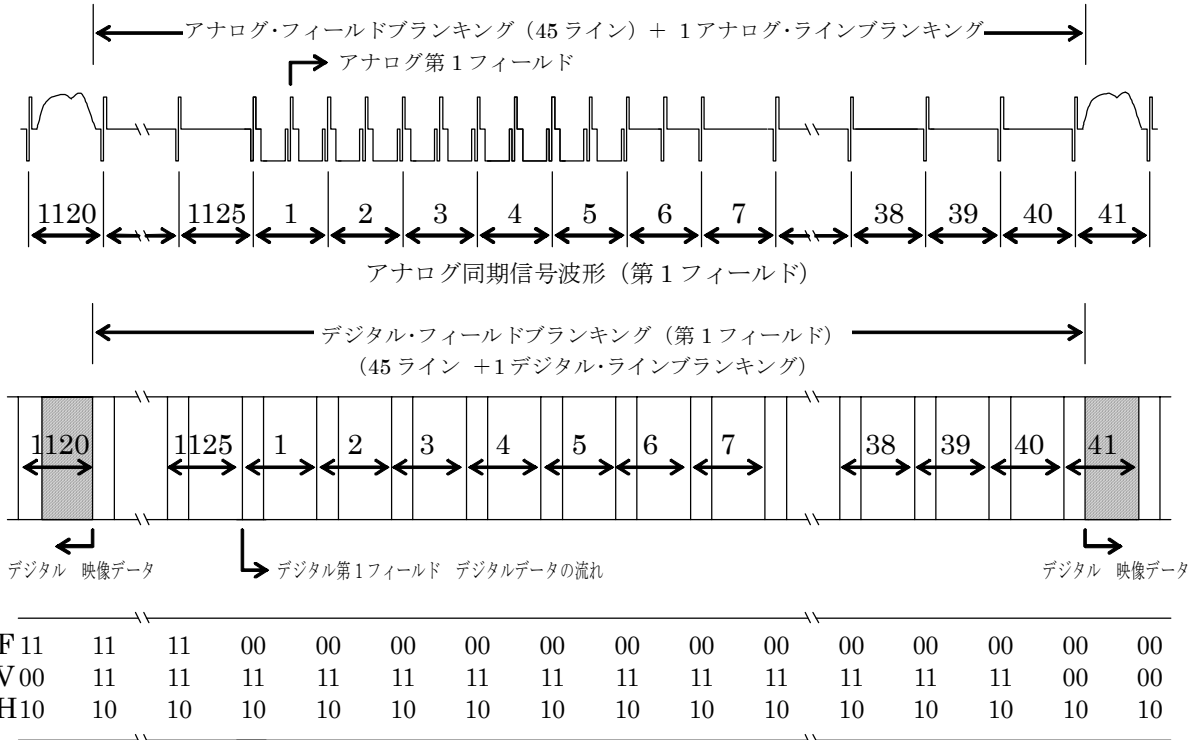 アナログ・フィールドブランキング（45 ライン）＋ 1アナログ・ラインブランキング
アナログ第1フィールド
1120 1125 1 2 3 4 5 6 7 38 39 40 41
アナログ同期信号波形（第1フィールド）
デジタル・フィールドブランキング（第1フィールド）
（45 ライン ＋1デジタル・ラインブランキング）
1120 1125 1 2 3 4 5 6 7 38 39 40 41
デジタル 映像データ デジタル第1フィールド デジタルデータの流れ デジタル 映像データ
F 11 11 11 00 00 00 00 00 00 00 00 00 00 00 00 00
V 00 11 11 11 11 11 11 11 11 11 11 11 11 11 00 00
H 10 10 10 10 10 10 10 10 10 10 10 10 10 10 10 10